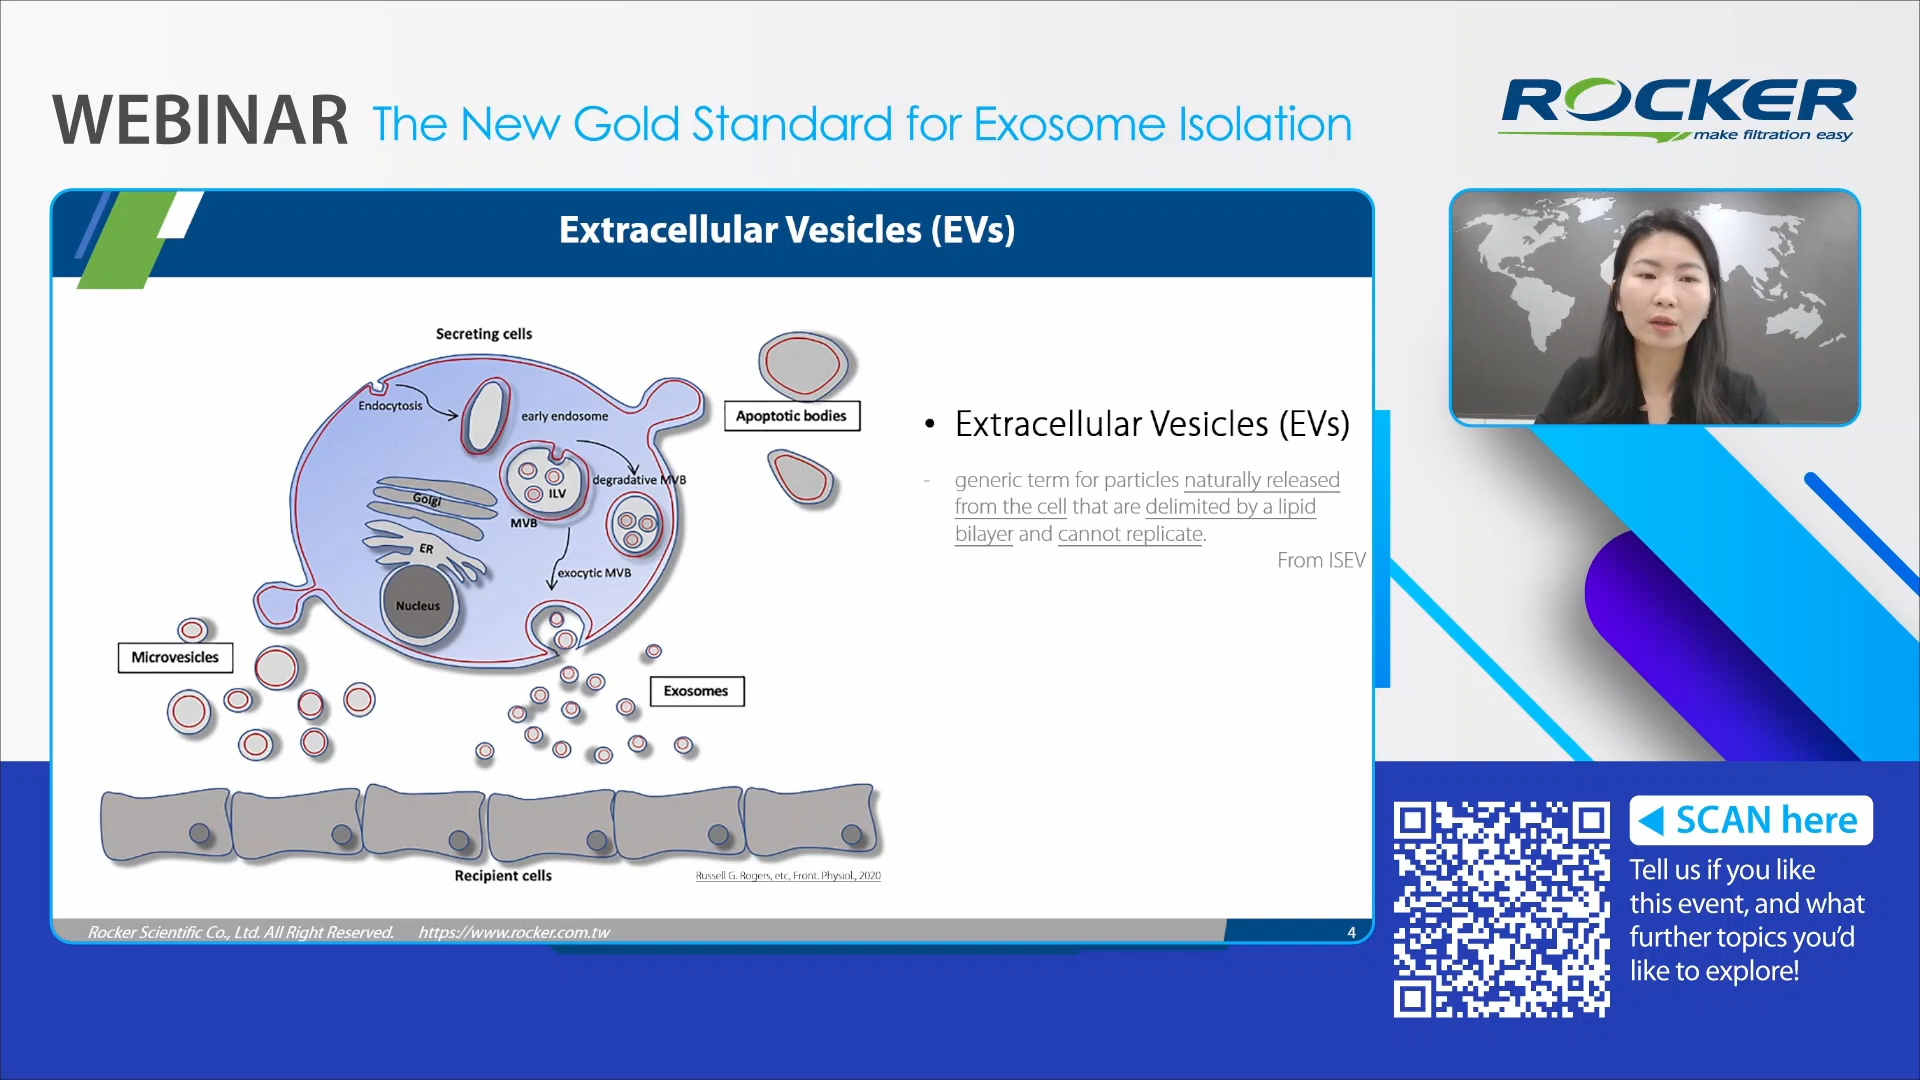 WEBINAR The New Gold Standard for Exosome Isolation
ROCKER
make filtration easy
Extracellular Vesicles (EVs)
Secreting cells
Endocytosis
early endosome
Apoptotic bodies
degradative MVB
ILV
MVB
Golgi
ER
exocytic MVB
Nucleus
Microvesicles
Exosomes
Recipient cells
Russell G. Rogers, etc, Front. Physiol., 2020
• Extracellular Vesicles (EVs)
- generic term for particles naturally released
from the cell that are delimited by a lipid
bilayer and cannot replicate.
From ISEV
Rocker Scientific Co., Ltd. All Right Reserved. https://www.rocker.com.tw
4
SCAN here
Tell us if you like
this event, and what
further topics you’d
like to explore!